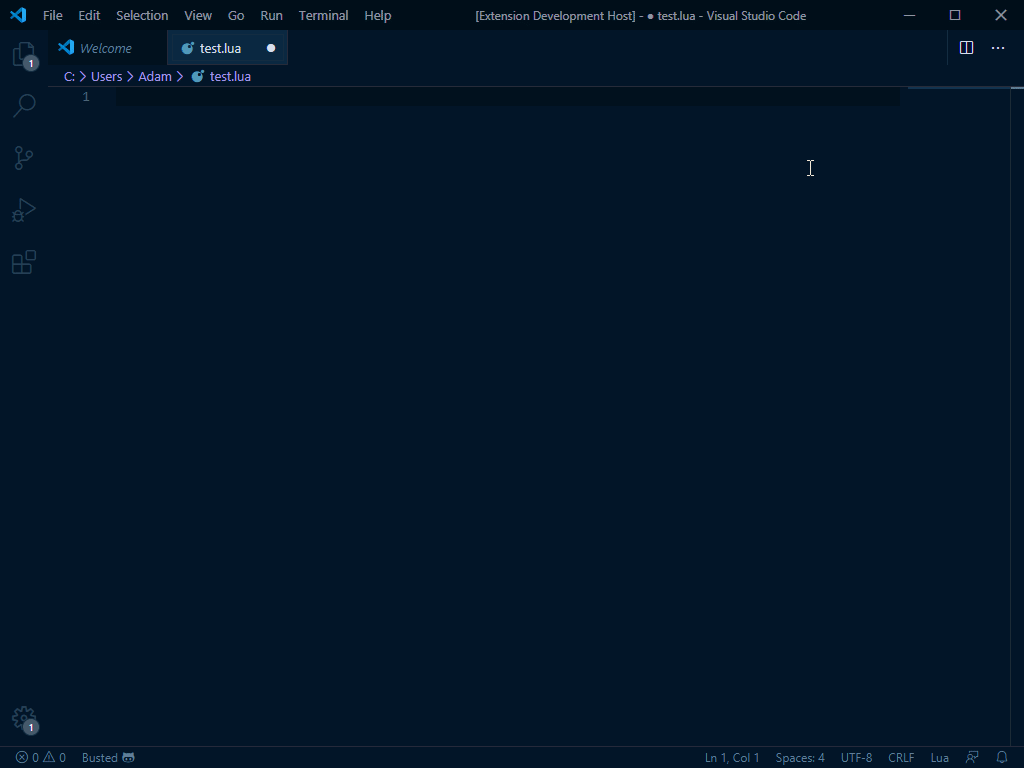 File Edit Selection View Go Run Terminal Help [Extension Development Host] - ● test.lua - Visual Studio Code
Welcome test.lua
C: > Users > Adam > test.lua
1
1
1
0 0 Busted Ln 1, Col 1 Spaces: 4 UTF-8 CRLF Lua